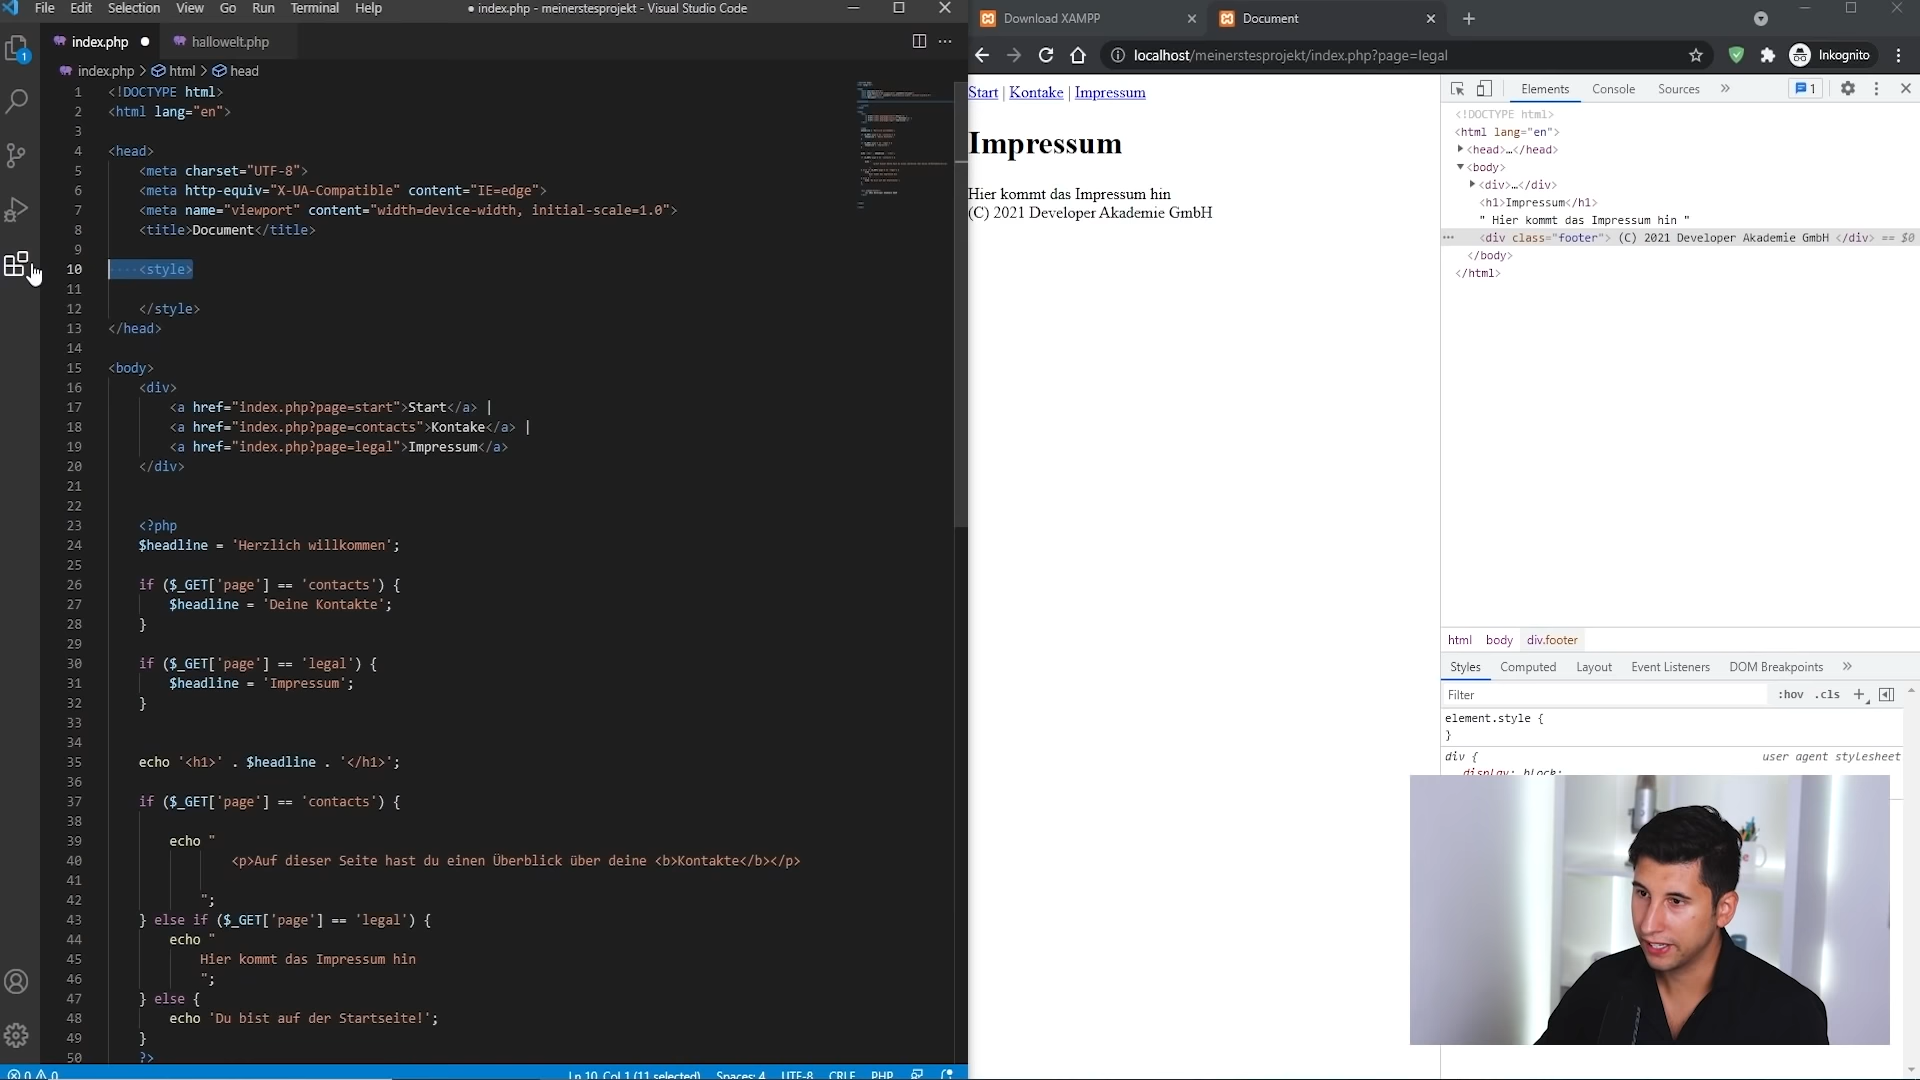 File Edit Selection View Go Run Terminal Help
● index.php - meinerstesprojekt - Visual Studio Code
index.php ●
hallowelt.php
index.php > html > head
1 <!DOCTYPE html>
2 <html lang="en">
3
4 <head>
5 <meta charset="UTF-8">
6 <meta http-equiv="X-UA-Compatible" content="IE=edge">
7 <meta name="viewport" content="width=device-width, initial-scale=1.0">
8 <title>Document</title>
9
10 <style>
11
12 </style>
13 </head>
14
15 <body>
16 <div>
17 <a href="index.php?page=start">Start</a> |
18 <a href="index.php?page=contacts">Kontake</a> |
19 <a href="index.php?page=legal">Impressum</a>
20 </div>
21
22
23 <?php
24 $headline = 'Herzlich willkommen';
25
26 if ($_GET['page'] == 'contacts') {
27 $headline = 'Deine Kontakte';
28 }
29
30 if ($_GET['page'] == 'legal') {
31 $headline = 'Impressum';
32 }
33
34
35 echo '<h1>' . $headline . '</h1>';
36
37 if ($_GET['page'] == 'contacts') {
38
39 echo "
40 <p>Auf dieser Seite hast du einen Überblick über deine <b>Kontakte</b></p>
41
42 ";
43 } else if ($_GET['page'] == 'legal') {
44 echo "
45 Hier kommt das Impressum hin
46 ";
47 } else {
48 echo 'Du bist auf der Startseite!';
49 }
50 ?>
1
0 0
Ln 10, Col 1 (11 selected) Spaces: 4 UTF-8 CRLF PHP
Download XAMPP
Document
localhost/meinerstesprojekt/index.php?page=legal
Inkognito
Start | Kontake | Impressum
Impressum
Hier kommt das Impressum hin
(C) 2021 Developer Akademie GmbH
Elements Console Sources » 1
<!DOCTYPE html>
<html lang="en">
<head>…</head>
<body>
<div>…</div>
<h1>Impressum</h1>
" Hier kommt das Impressum hin "
<div class="footer"> (C) 2021 Developer Akademie GmbH </div> == $0
</body>
</html>
html body div.footer
Styles Computed Layout Event Listeners DOM Breakpoints »
Filter :hov .cls +
element.style {
}
div { user agent stylesheet
display: block;